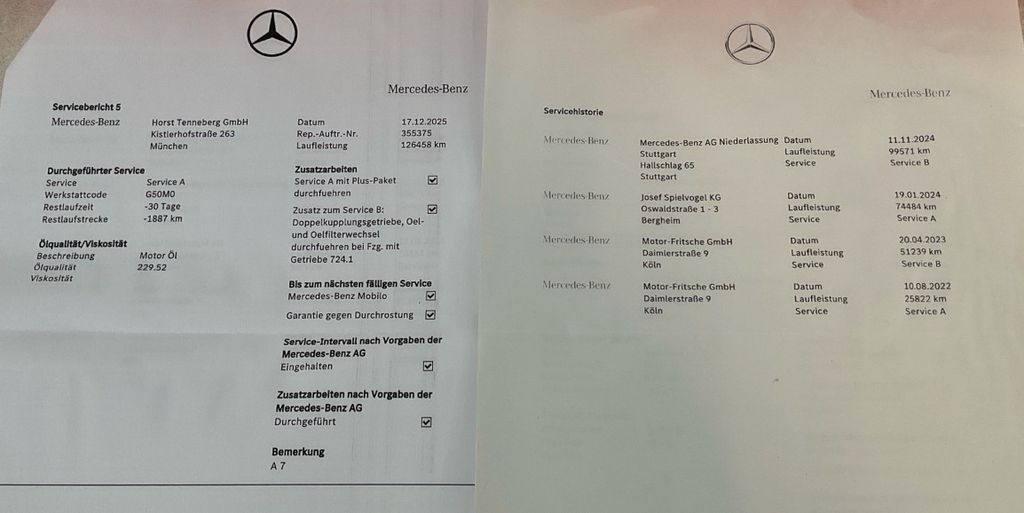 Mercedes-Benz
Servicebericht 5
Mercedes-Benz Horst Tenneberg GmbH Datum 17.12.2025
Kistlerhofstraße 263 Rep.-Auftr.-Nr. 355375
München Laufleistung 126458 km
Durchgeführter Service
Service Service A
Werkstattcode G50M0
Restlaufzeit -30 Tage
Restlaufstrecke -1887 km
Ölqualität/Viskosität
Beschreibung Motor Öl
Ölqualität 229.52
Viskosität
Zusatzarbeiten
Service A mit Plus-Paket
durchfuehren
Zusatz zum Service B:
Doppelkupplungsgetriebe, Oel-
und Oelfilterwechsel
durchfuehren bei Fzg. mit
Getriebe 724.1
Bis zum nächsten fälligen Service
Mercedes-Benz Mobilo
Garantie gegen Durchrostung
Service-Intervall nach Vorgaben der
Mercedes-Benz AG
Eingehalten
Zusatzarbeiten nach Vorgaben der
Mercedes-Benz AG
Durchgeführt
Bemerkung
A 7
Mercedes-Benz
Servicehistorie
Mercedes-Benz Mercedes-Benz AG Niederlassung Datum 11.11.2024
Stuttgart Laufleistung 99571 km
Hallschlag 65 Service Service B
Stuttgart
Mercedes-Benz Josef Spielvogel KG Datum 19.01.2024
Oswaldstraße 1 - 3 Laufleistung 74484 km
Bergheim Service Service A
Mercedes-Benz Motor-Fritsche GmbH Datum 20.04.2023
Daimlerstraße 9 Laufleistung 51239 km
Köln Service Service B
Mercedes-Benz Motor-Fritsche GmbH Datum 10.08.2022
Daimlerstraße 9 Laufleistung 25822 km
Köln Service Service A